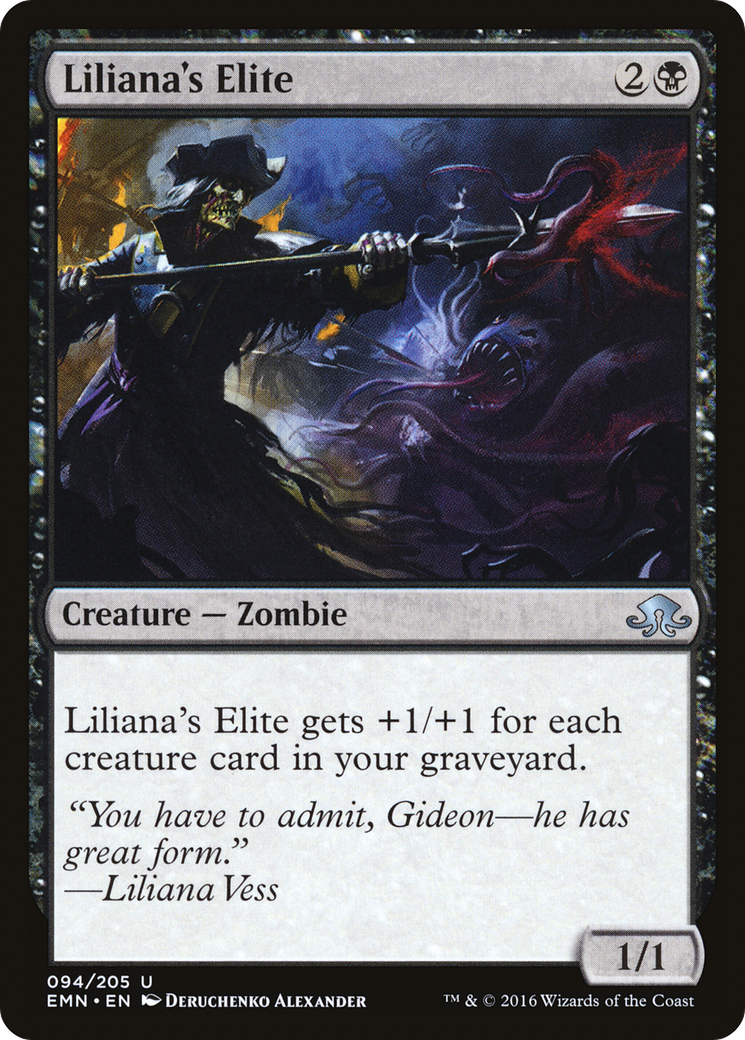 Liliana's Elite 2
Creature — Zombie
Liliana's Elite gets +1/+1 for each
creature card in your graveyard.
“You have to admit, Gideon—he has
great form.”
—Liliana Vess
1/1
094/205 U
EMN • EN Deruchenko Alexander
™ & © 2016 Wizards of the Coast